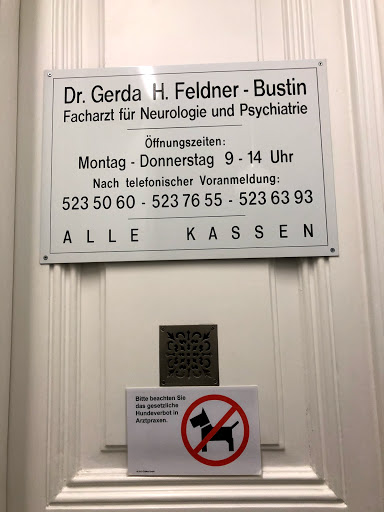 Dr. Gerda H. Feldner - Bustin
Facharzt für Neurologie und Psychiatrie
Öffnungszeiten:
Montag - Donnerstag 9 - 14 Uhr
Nach telefonischer Voranmeldung:
523 50 60 - 523 76 55 - 523 63 93
ALLE KASSEN
Bitte beachten Sie
das gesetzliche
Hundeverbot in
Arztpraxen.